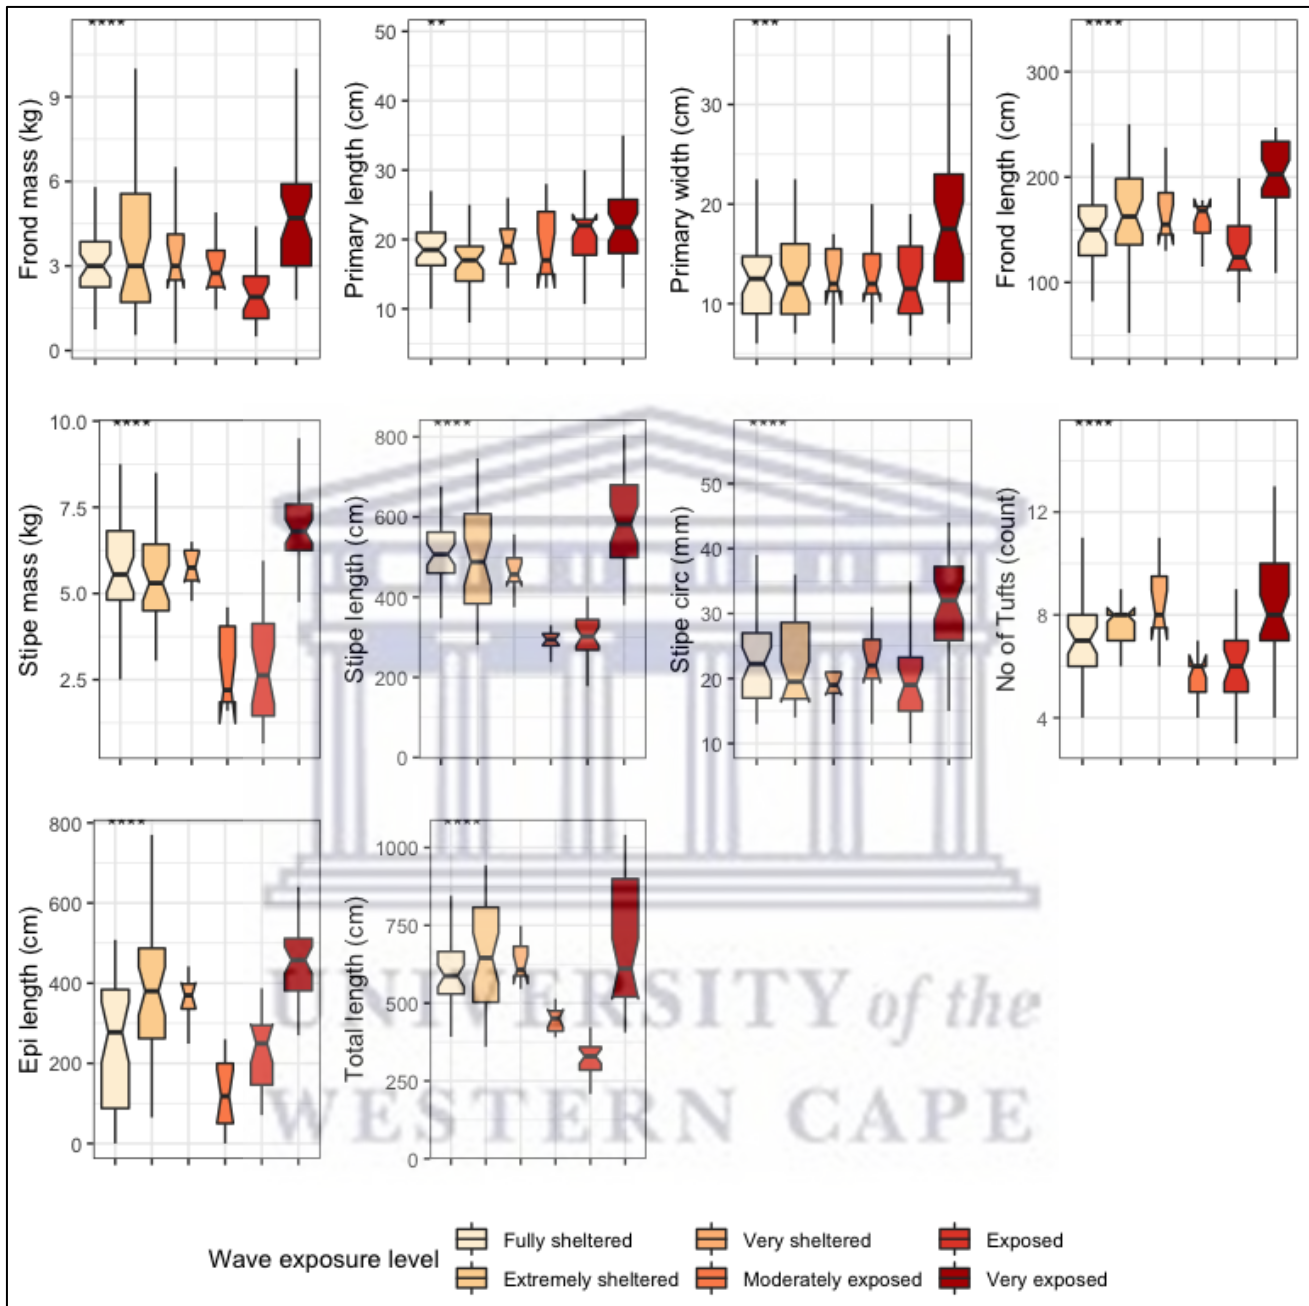 ****
**
***
****
Frond mass (kg)
9
6
3
0
Primary length (cm)
50
40
30
20
10
Primary width (cm)
30
20
10
Frond length (cm)
300
200
100
****
****
****
****
Stipe mass (kg)
10.0
7.5
5.0
2.5
Stipe length (cm)
800
600
400
200
0
Stipe circ (mm)
50
40
30
20
10
No of Tufts (count)
12
8
4
****
****
Epi length (cm)
800
600
400
200
0
Total length (cm)
1000
750
500
250
0
UNIVERSITY of the
WESTERN CAPE
Wave exposure level
Fully sheltered
Very sheltered
Exposed
Extremely sheltered
Moderately exposed
Very exposed